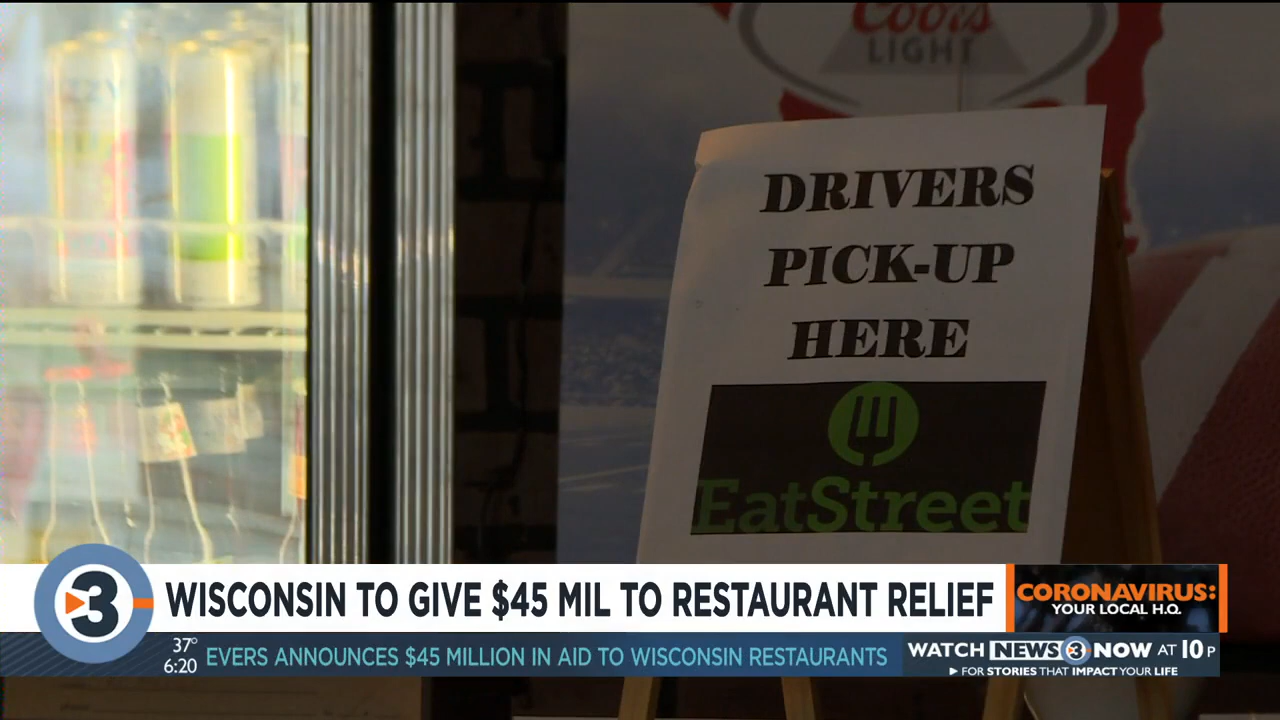 Coors
LIGHT
DRIVERS
PICK-UP
HERE
EatStreet
3
WISCONSIN TO GIVE $45 MIL TO RESTAURANT RELIEF
CORONAVIRUS:
YOUR LOCAL H.Q.
37°
6:20
EVERS ANNOUNCES $45 MILLION IN AID TO WISCONSIN RESTAURANTS
WATCH NEWS 3 NOW AT 10P
▶ FOR STORIES THAT IMPACT YOUR LIFE